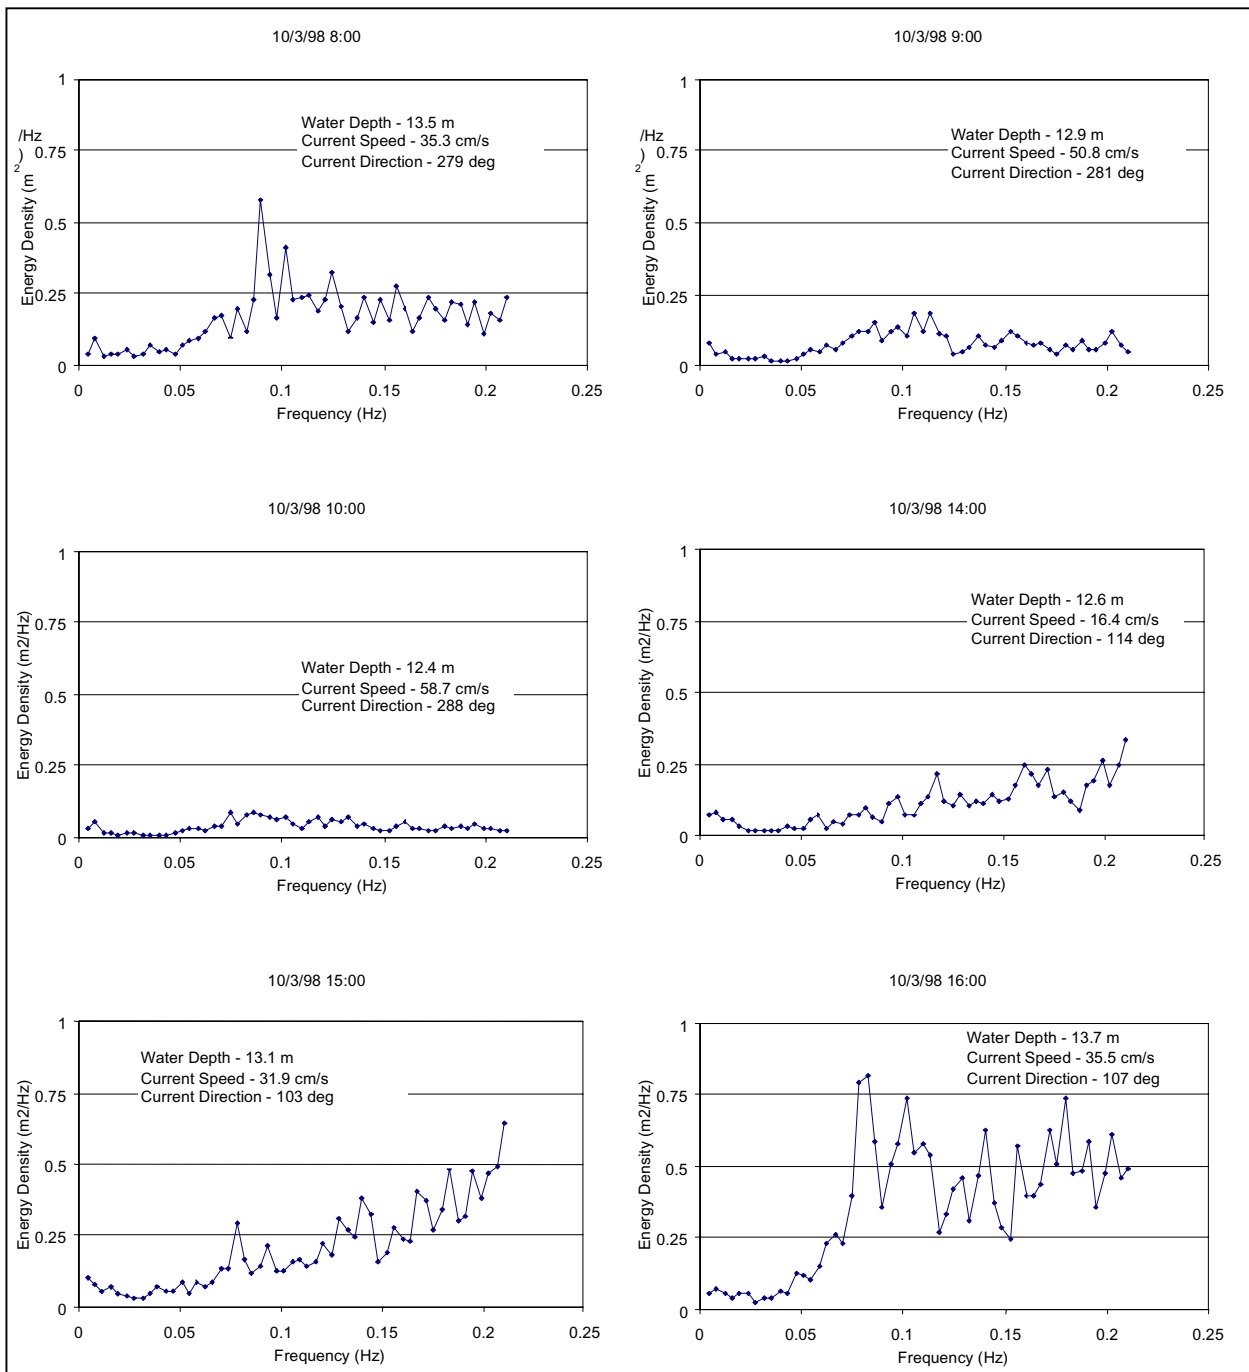 10/3/98 8:00
1
0.75
0.5
0.25
0
0
0.05
0.1
0.15
0.2
0.25
Energy Density (m2)/Hz
Frequency (Hz)
Water Depth - 13.5 m
Current Speed - 35.3 cm/s
Current Direction - 279 deg
10/3/98 9:00
1
0.75
0.5
0.25
0
0
0.05
0.1
0.15
0.2
0.25
Energy Density (m2)/Hz
Frequency (Hz)
Water Depth - 12.9 m
Current Speed - 50.8 cm/s
Current Direction - 281 deg
10/3/98 10:00
1
0.75
0.5
0.25
0
0
0.05
0.1
0.15
0.2
0.25
Energy Density (m2/Hz)
Frequency (Hz)
Water Depth - 12.4 m
Current Speed - 58.7 cm/s
Current Direction - 288 deg
10/3/98 14:00
1
0.75
0.5
0.25
0
0
0.05
0.1
0.15
0.2
0.25
Energy Density (m2/Hz)
Frequency (Hz)
Water Depth - 12.6 m
Current Speed - 16.4 cm/s
Current Direction - 114 deg
10/3/98 15:00
1
0.75
0.5
0.25
0
0
0.05
0.1
0.15
0.2
0.25
Energy Density (m2/Hz)
Frequency (Hz)
Water Depth - 13.1 m
Current Speed - 31.9 cm/s
Current Direction - 103 deg
10/3/98 16:00
1
0.75
0.5
0.25
0
0
0.05
0.1
0.15
0.2
0.25
Energy Density (m2/Hz)
Frequency (Hz)
Water Depth - 13.7 m
Current Speed - 35.5 cm/s
Current Direction - 107 deg